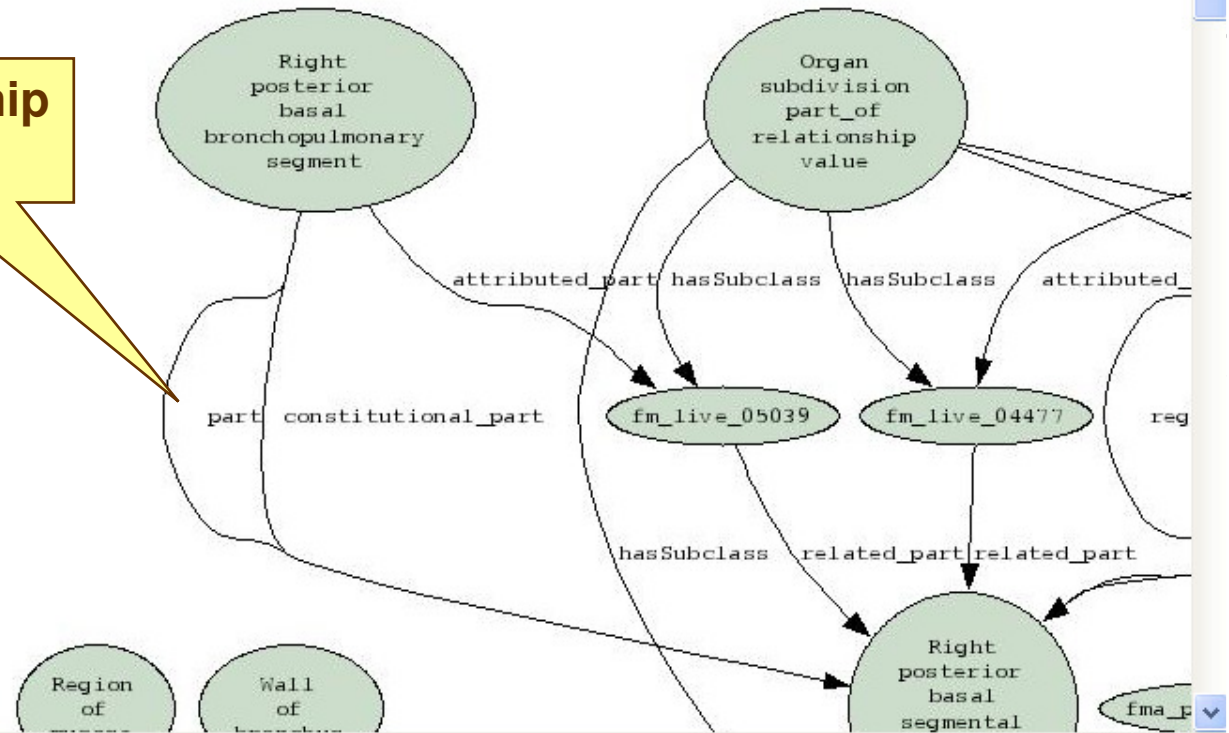 Right
posterior
basal
bronchopulmonary
segment
Organ
subdivision
part_of
relationship
value
attributed_part
hasSubclass
hasSubclass
attributed_
part
constitutional_part
fm_live_05039
fm_live_04477
reg
hasSubclass
related_part
related_part
Right
posterior
basal
segmental
Region
of
Wall
of
bronchus
fma_p